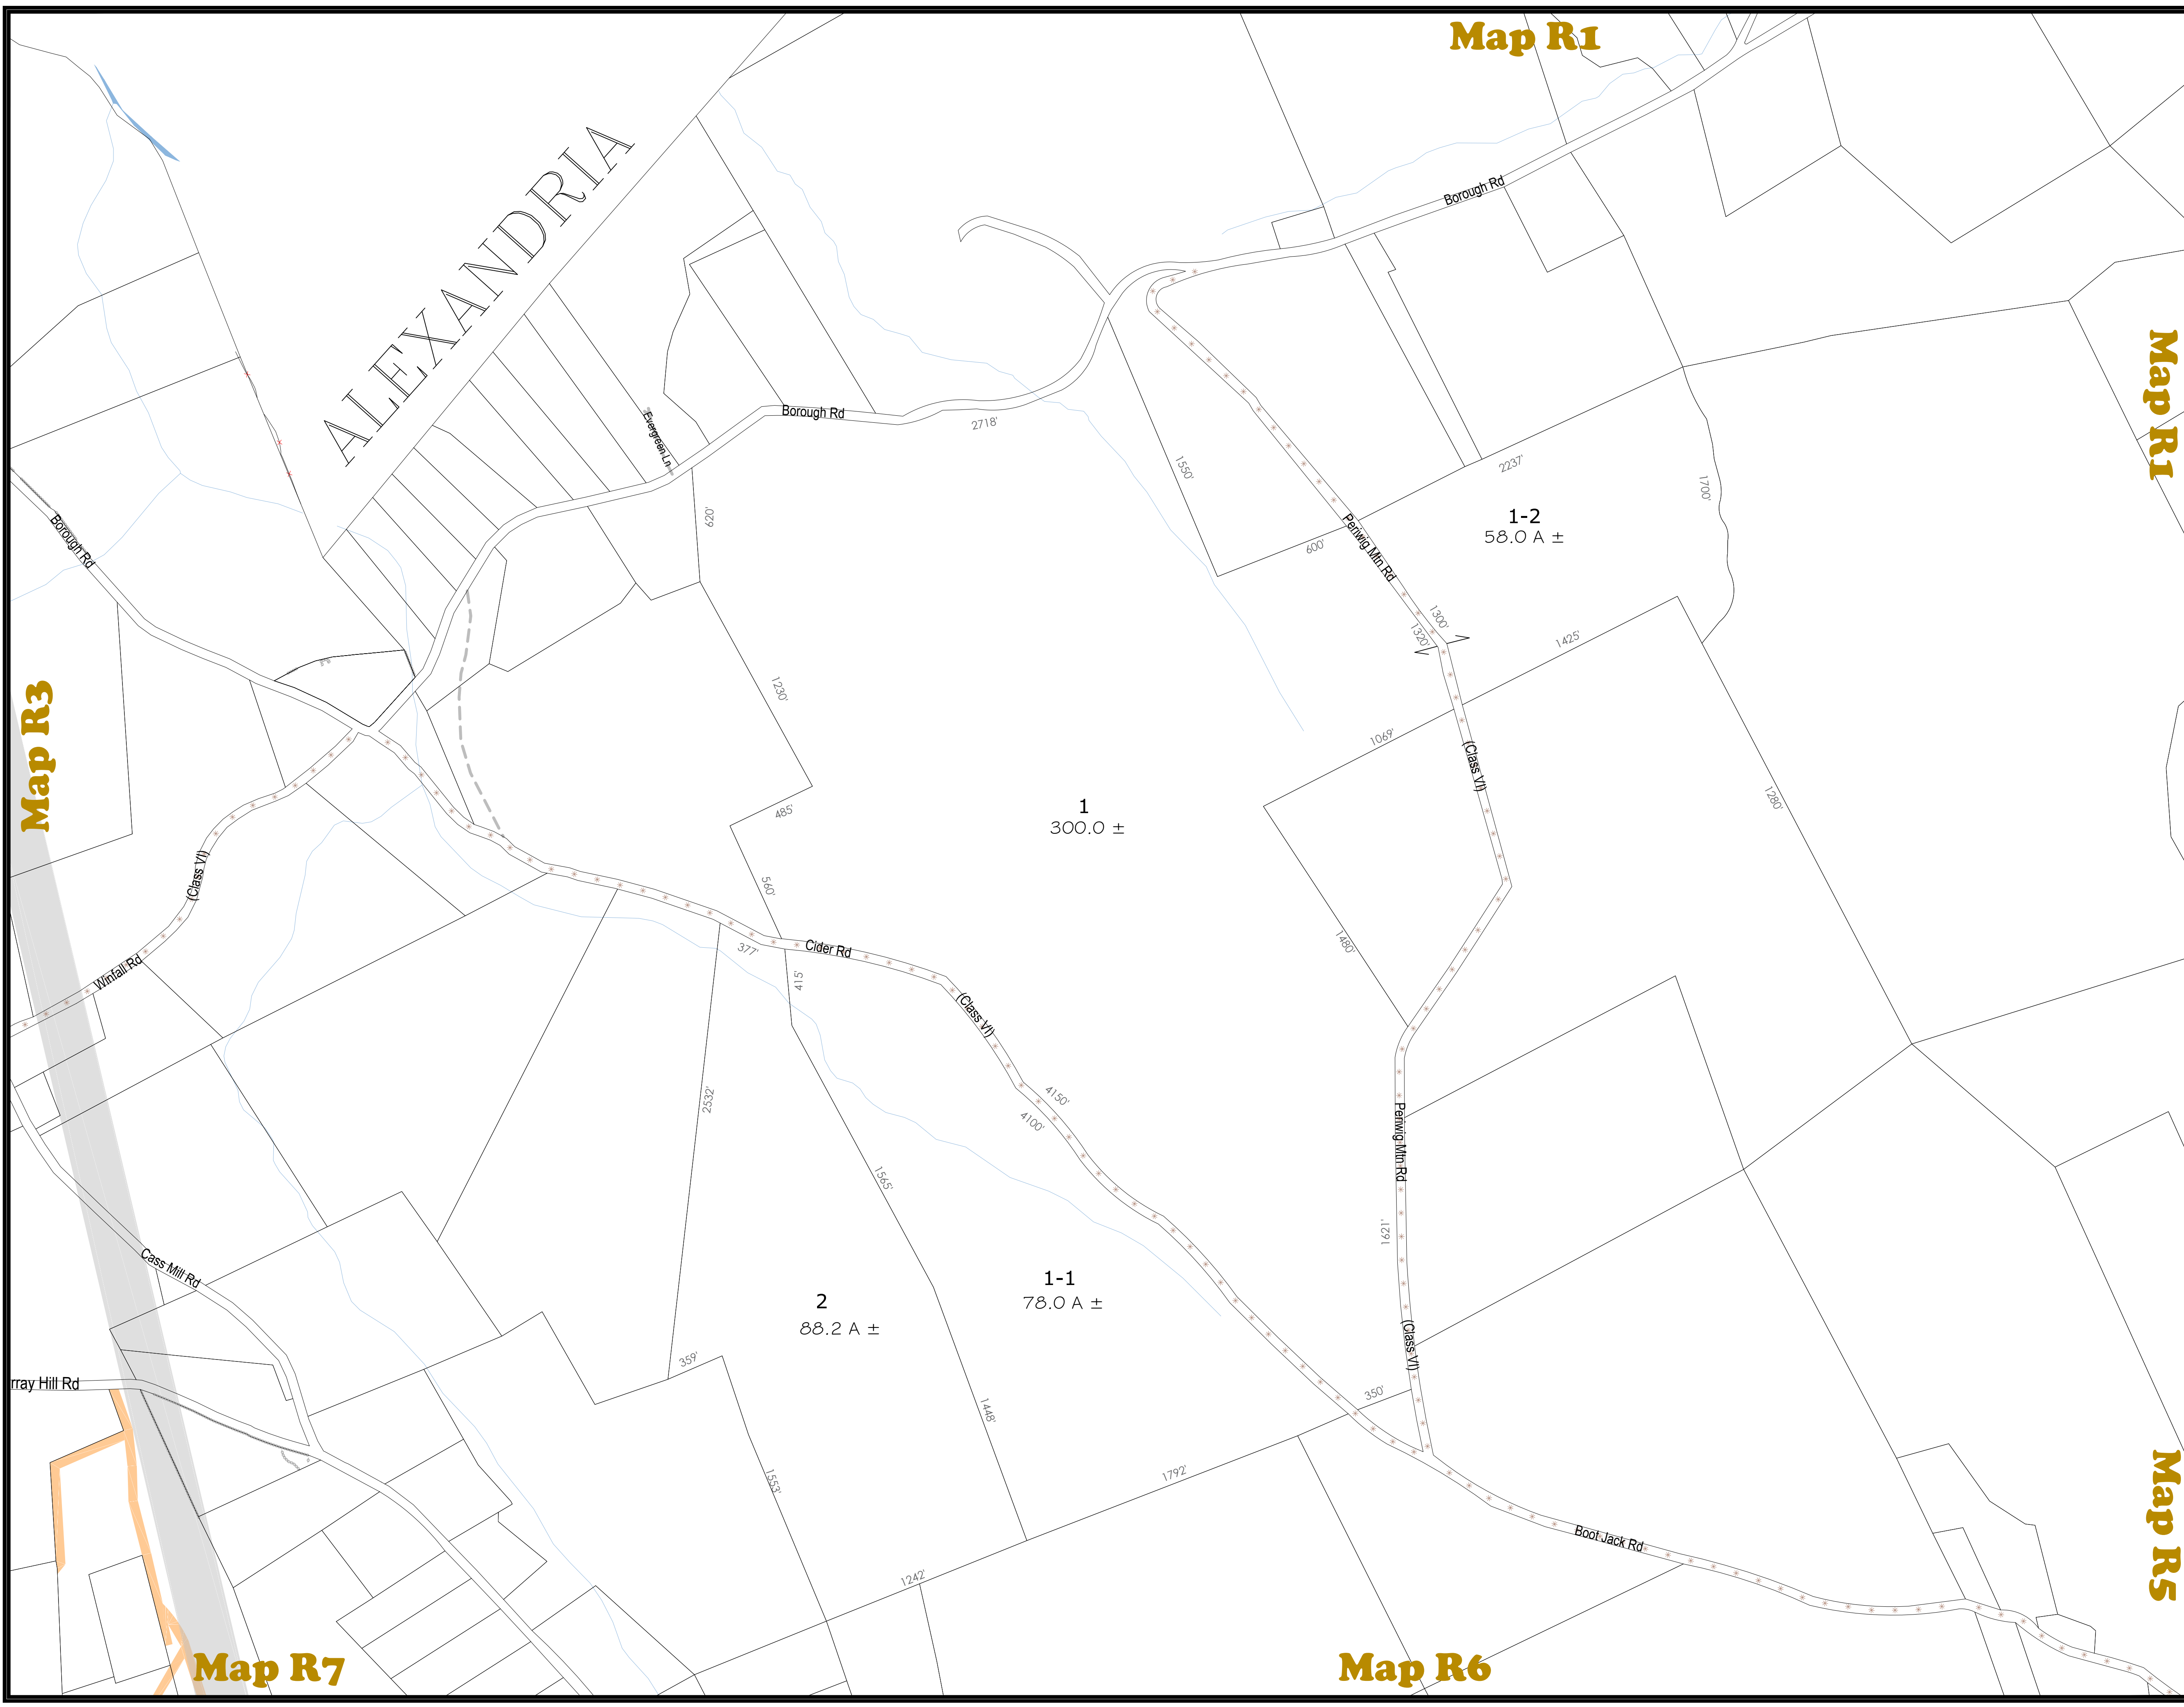 Map R1
ALEXANDRIA
Borough Rd
Map R1
Borough Rd
Evergreen Ln
2718'
1550'
2237'
1700'
1-2
58.0 A ±
620'
600'
Periwig Mtn Rd
Borough Rd
1300'
1320'
1425'
1230'
Map R3
1069'
(Class VI)
1280'
485'
1
300.0 ±
560'
(Class VI)
1480'
377'
Cider Rd
415'
Winfall Rd
(Class VI)
2532'
4150'
4100'
Periwig Mtn Rd
1565'
1621'
Cass Mill Rd
1-1
78.0 A ±
2
88.2 A ±
(Class VI)
359'
rray Hill Rd
350'
1448'
1553'
1792'
Boot Jack Rd
Map R5
1242'
Map R7
Map R6